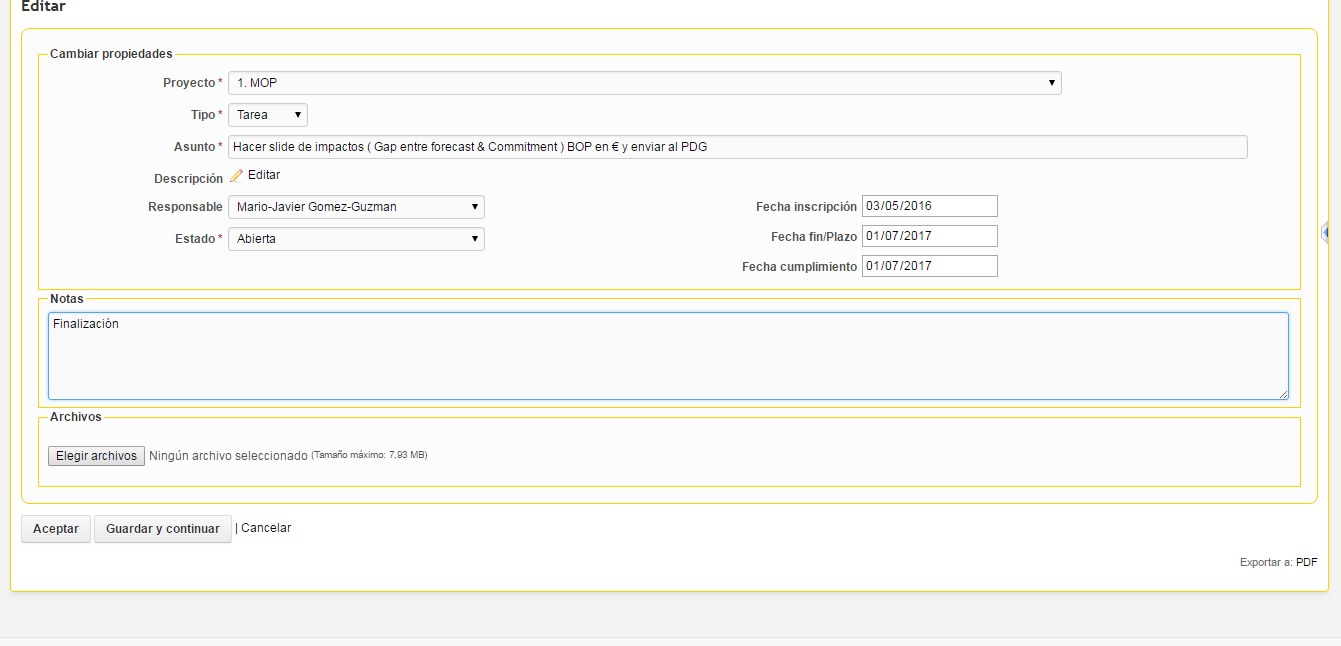 Editar
Cambiar propiedades
Proyecto * 1. MOP
Tipo * Tarea
Asunto * Hacer slide de impactos ( Gap entre forecast & Commitment ) BOP en € y enviar al PDG
Descripción Editar
Responsable Mario-Javier Gomez-Guzman Fecha inscripción 03/05/2016
Estado * Abierta Fecha fin/Plazo 01/07/2017
Fecha cumplimiento 01/07/2017
Notas
Finalización
Archivos
Elegir archivos Ningún archivo seleccionado (Tamaño máximo: 7,93 MB)
Aceptar Guardar y continuar | Cancelar
Exportar a: PDF